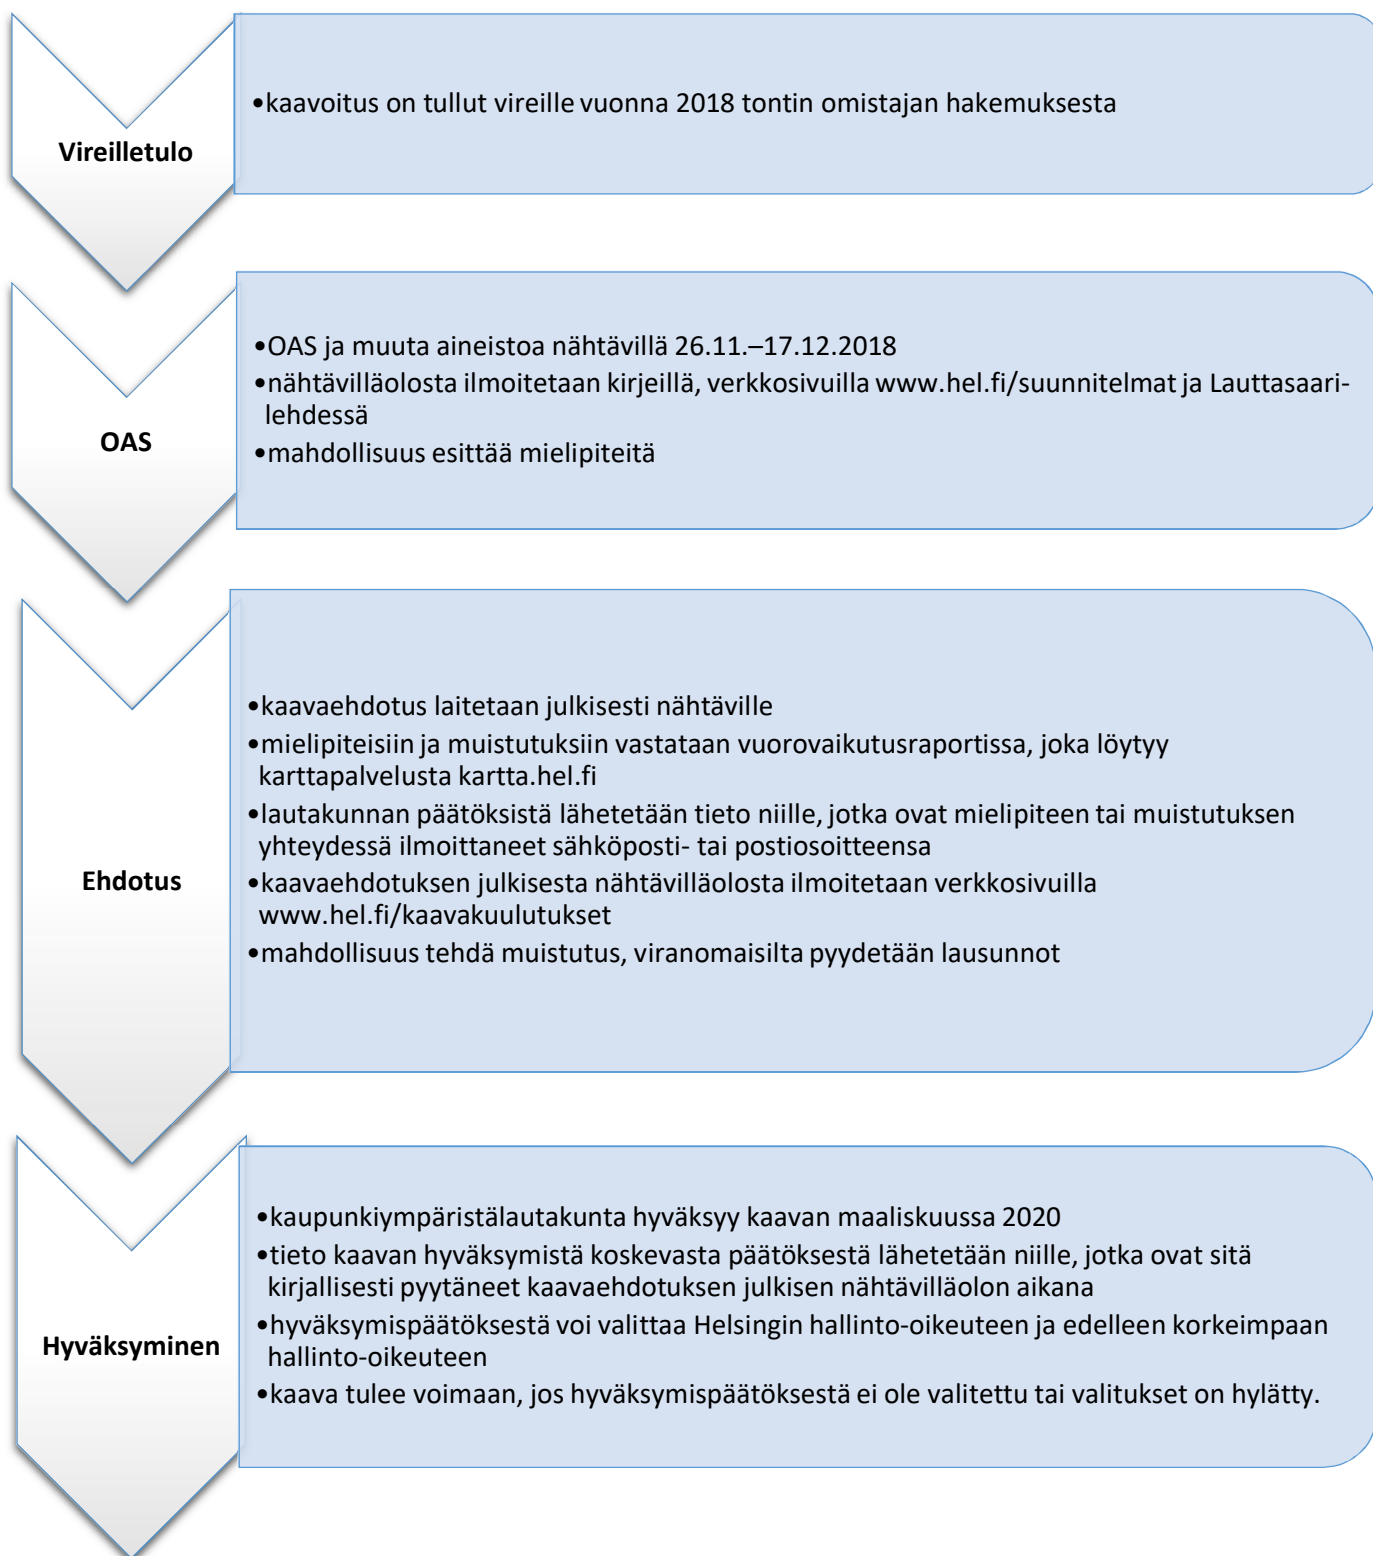 Vireilletulo
•kaavoitus on tullut vireille vuonna 2018 tontin omistajan hakemuksesta
OAS
•OAS ja muuta aineistoa nähtävillä 26.11.–17.12.2018
•nähtävilläolosta ilmoitetaan kirjeillä, verkkosivuilla www.hel.fi/suunnitelmat ja Lauttasaari-
lehdessä
•mahdollisuus esittää mielipiteitä
Ehdotus
•kaavaehdotus laitetaan julkisesti nähtäville
•mielipiteisiin ja muistutuksiin vastataan vuorovaikutusraportissa, joka löytyy
karttapalvelusta kartta.hel.fi
•lautakunnan päätöksistä lähetetään tieto niille, jotka ovat mielipiteen tai muistutuksen
yhteydessä ilmoittaneet sähköposti- tai postiosoitteensa
•kaavaehdotuksen julkisesta nähtävilläolosta ilmoitetaan verkkosivuilla
www.hel.fi/kaavakuulutukset
•mahdollisuus tehdä muistutus, viranomaisilta pyydetään lausunnot
Hyväksyminen
•kaupunkiympäristälautakunta hyväksyy kaavan maaliskuussa 2020
•tieto kaavan hyväksymistä koskevasta päätöksestä lähetetään niille, jotka ovat sitä
kirjallisesti pyytäneet kaavaehdotuksen julkisen nähtävilläolon aikana
•hyväksymispäätöksestä voi valittaa Helsingin hallinto-oikeuteen ja edelleen korkeimpaan
hallinto-oikeuteen
•kaava tulee voimaan, jos hyväksymispäätöksestä ei ole valitettu tai valitukset on hylätty.